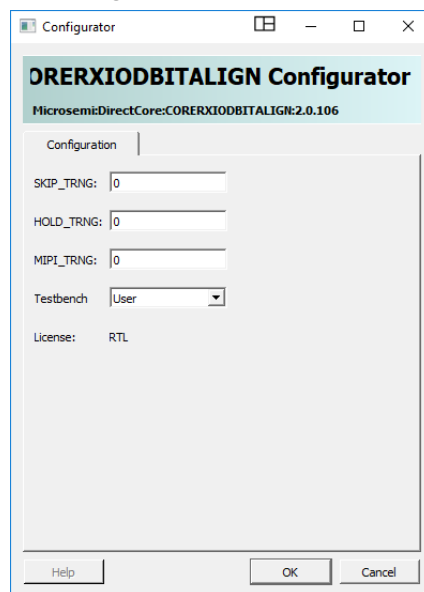 Configurator
ORERXIODBITALIGN Configurator
Microsemi:DirectCore:CORERXIODBITALIGN:2.0.106
Configuration
SKIP_TRNG: 0
HOLD_TRNG: 0
MIPI_TRNG: 0
Testbench User
License: RTL
Help OK Cancel